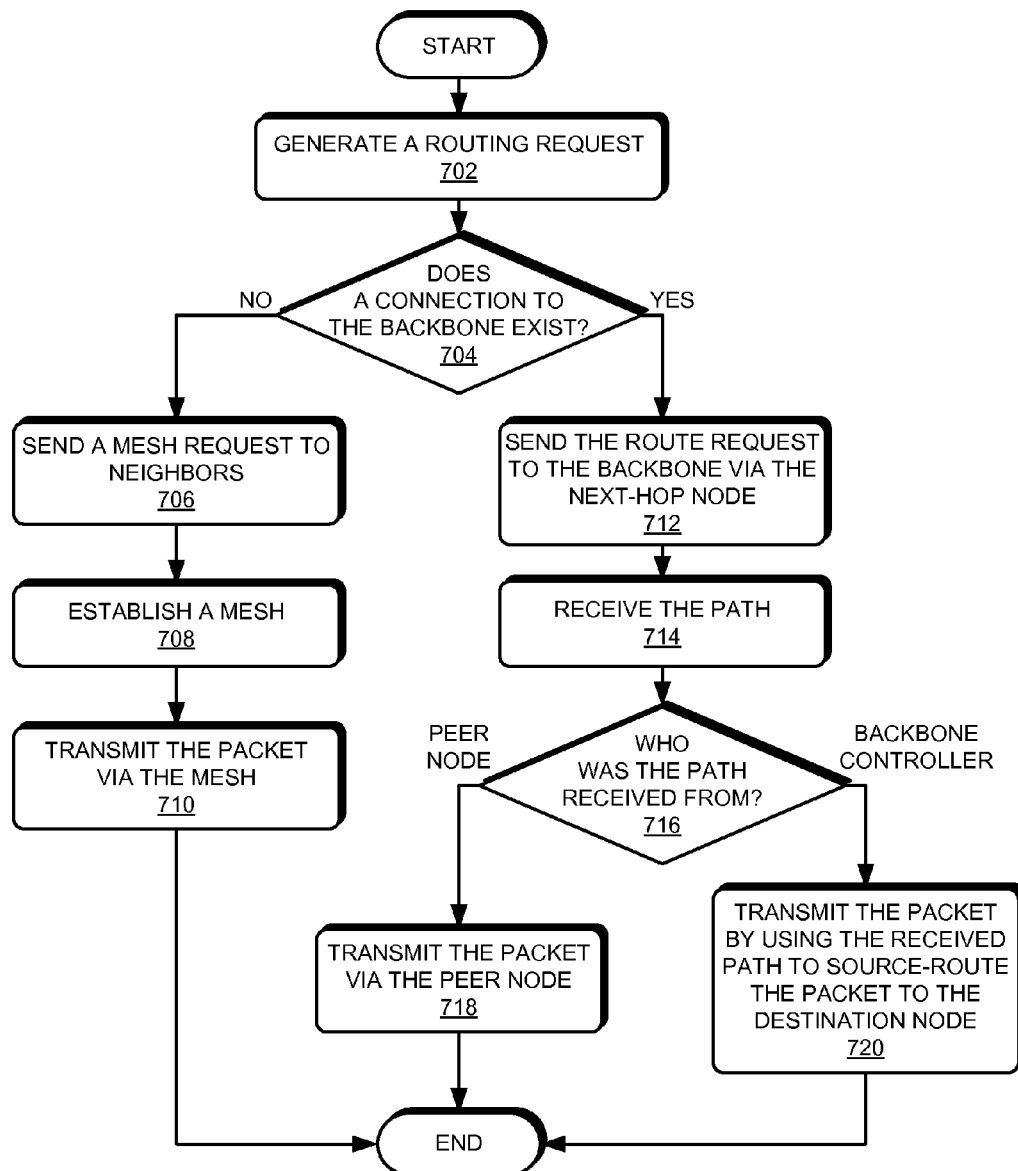 START
GENERATE A ROUTING REQUEST
702
DOES
A CONNECTION TO
THE BACKBONE EXIST?
704
NO
YES
SEND A MESH REQUEST TO
NEIGHBORS
706
ESTABLISH A MESH
708
TRANSMIT THE PACKET
VIA THE MESH
710
SEND THE ROUTE REQUEST
TO THE BACKBONE VIA THE
NEXT-HOP NODE
712
RECEIVE THE PATH
714
PEER
NODE
WHO
WAS THE PATH
RECEIVED FROM?
716
BACKBONE
CONTROLLER
TRANSMIT THE PACKET
VIA THE PEER NODE
718
TRANSMIT THE PACKET
BY USING THE RECEIVED
PATH TO SOURCE-ROUTE
THE PACKET TO THE
DESTINATION NODE
720
END